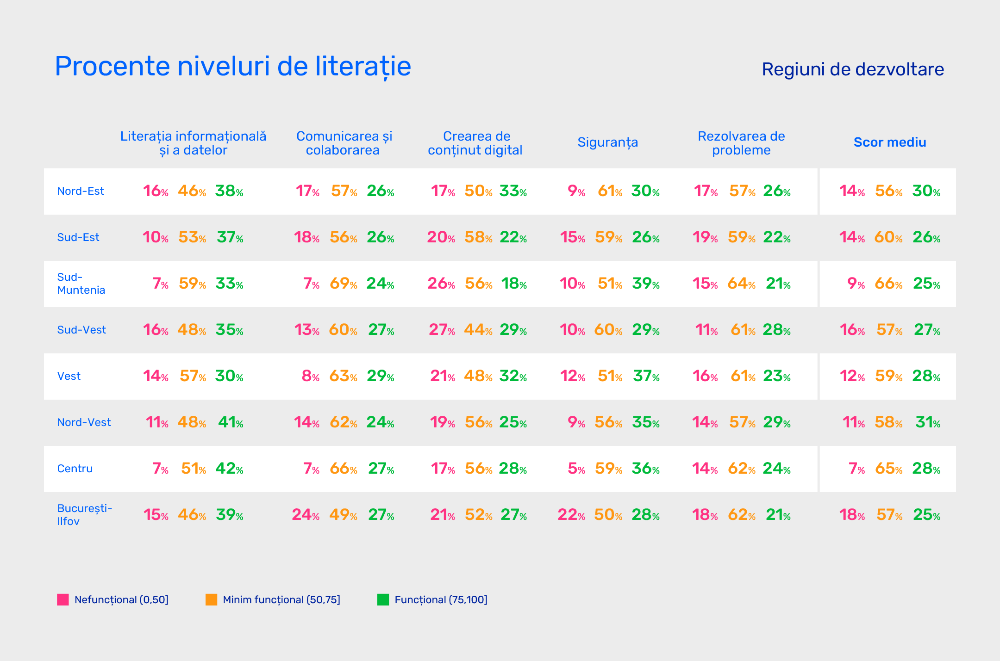 Procente niveluri de literație
Regiuni de dezvoltare
Literația informațională
și a datelor
Comunicarea și
colaborarea
Crearea de
conținut digital
Siguranța
Rezolvarea de
probleme
Scor mediu
Nord-Est 16% 46% 38% 17% 57% 26% 17% 50% 33% 9% 61% 30% 17% 57% 26% 14% 56% 30%
Sud-Est 10% 53% 37% 18% 56% 26% 20% 58% 22% 15% 59% 26% 19% 59% 22% 14% 60% 26%
Sud-
Muntenia 7% 59% 33% 7% 69% 24% 26% 56% 18% 10% 51% 39% 15% 64% 21% 9% 66% 25%
Sud-Vest 16% 48% 35% 13% 60% 27% 27% 44% 29% 10% 60% 29% 11% 61% 28% 16% 57% 27%
Vest 14% 57% 30% 8% 63% 29% 21% 48% 32% 12% 51% 37% 16% 61% 23% 12% 59% 28%
Nord-Vest 11% 48% 41% 14% 62% 24% 19% 56% 25% 9% 56% 35% 14% 57% 29% 11% 58% 31%
Centru 7% 51% 42% 7% 66% 27% 17% 56% 28% 5% 59% 36% 14% 62% 24% 7% 65% 28%
București-
Ilfov 15% 46% 39% 24% 49% 27% 21% 52% 27% 22% 50% 28% 18% 62% 21% 18% 57% 25%
Nefuncțional (0,50] Minim funcțional (50,75] Funcțional (75,100]